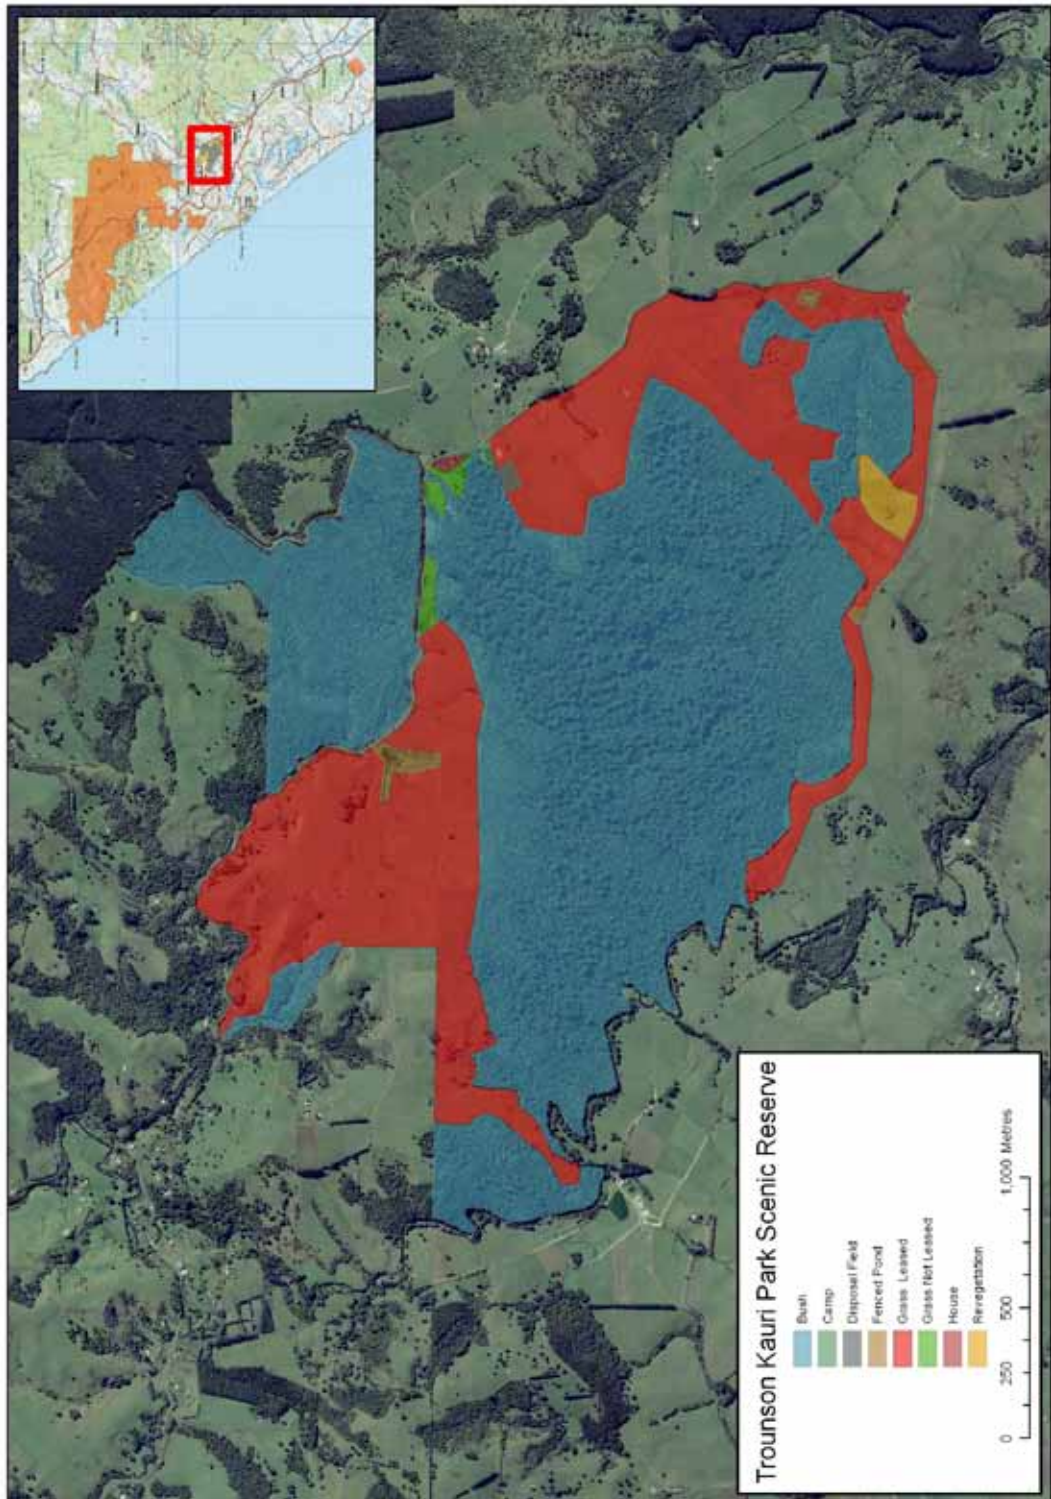 Trounson Kauri Park Scenic Reserve
Bush
Camp
Disposal Field
Fenced Pond
Grass Leased
Grass Not Leased
House
Revegetation
0 250 500 1,000 Metres